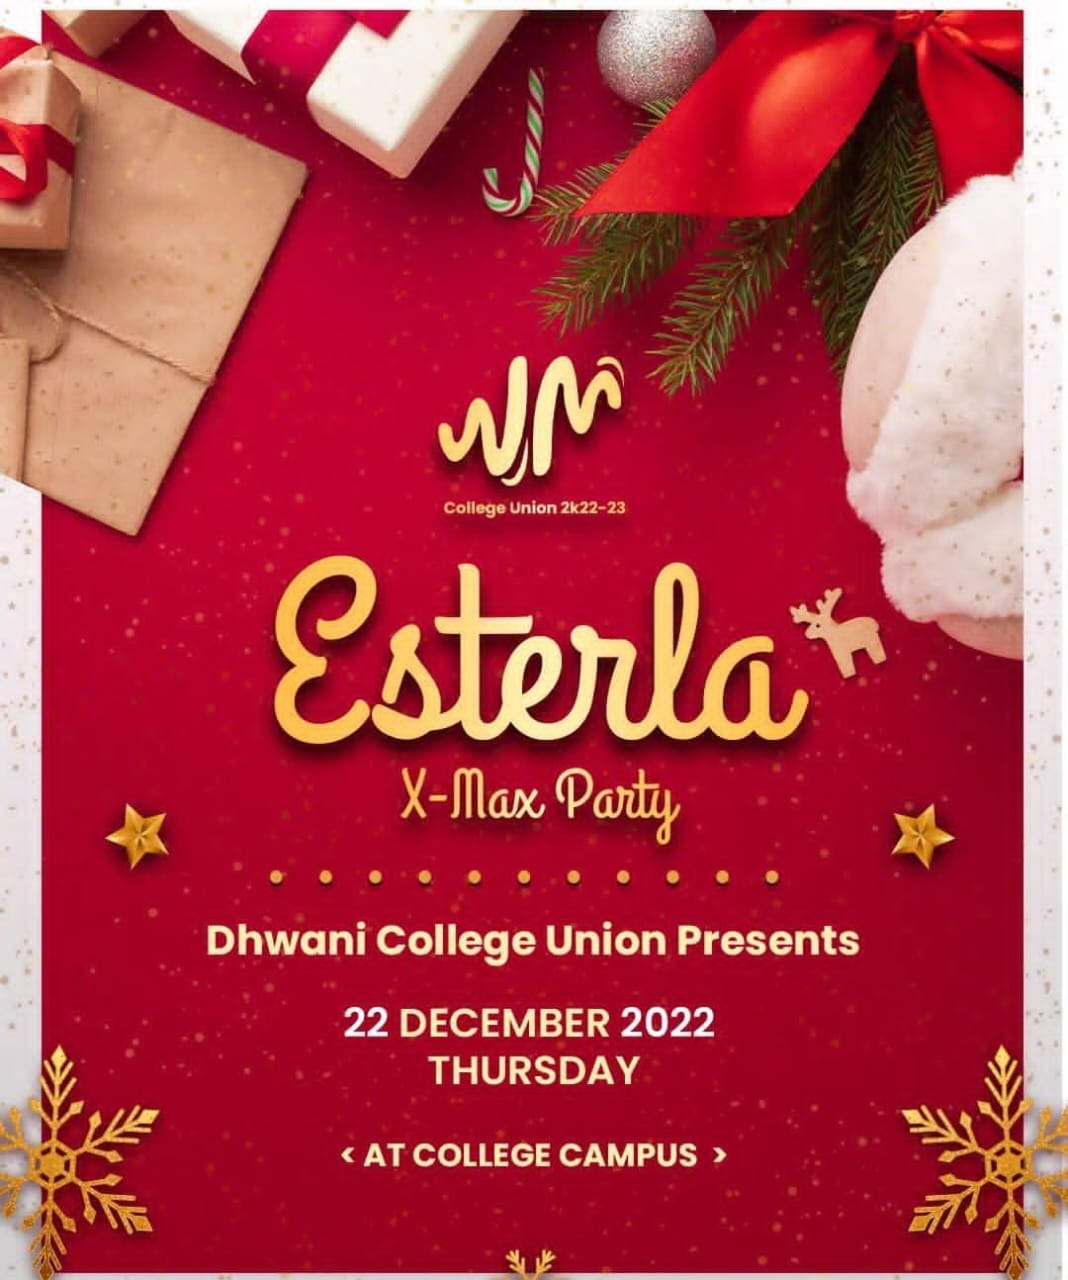 College Union 2k22-23
Esterla
X-Max Party
Dhwani College Union Presents
22 DECEMBER 2022
THURSDAY
< AT COLLEGE CAMPUS >